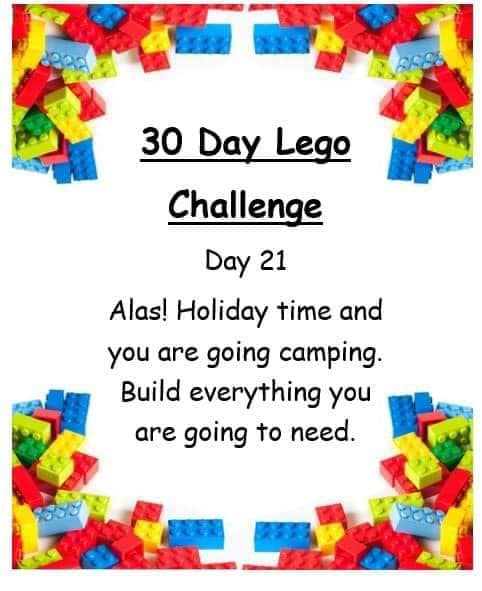 30 Day Lego
Challenge
Day 21
Alas! Holiday time and
you are going camping.
Build everything you
are going to need.